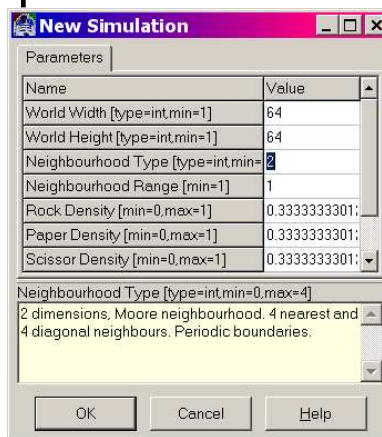 New Simulation
Parameters
Name Value
World Width [type=int,min=1] 64
World Height [type=int,min=1] 64
Neighbourhood Type [type=int,min= 2
Neighbourhood Range [min=1] 1
Rock Density [min=0,max=1] 0.3333333301
Paper Density [min=0,max=1] 0.3333333301
Scissor Density [min=0,max=1] 0.3333333301
Neighbourhood Type [type=int,min=0,max=4]
2 dimensions, Moore neighbourhood. 4 nearest and
4 diagonal neighbours. Periodic boundaries.
OK Cancel Help